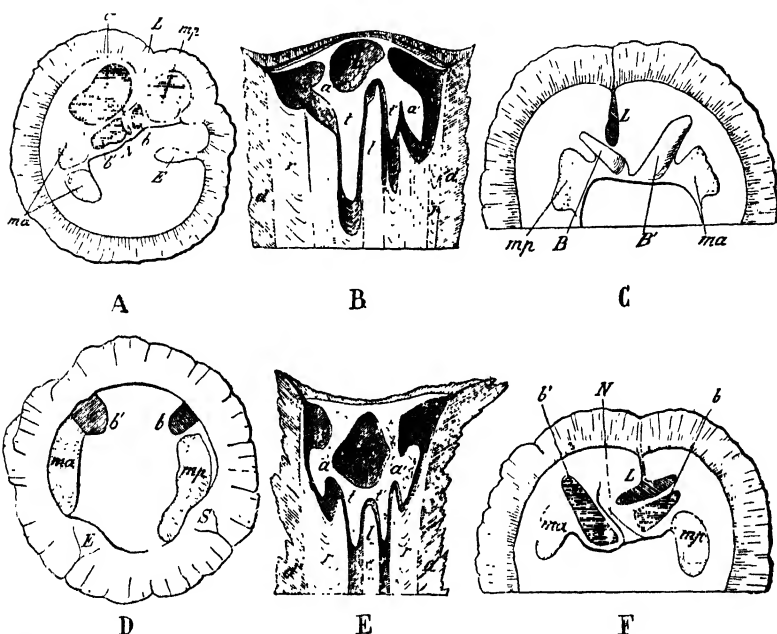 c L mp
ma b' A b E
A
a t l r a d r d
B
L
mp B B' ma
C
b' b
ma mp
E S
D
a a
t l r r d d
E
b' N b
L
ma mp
F